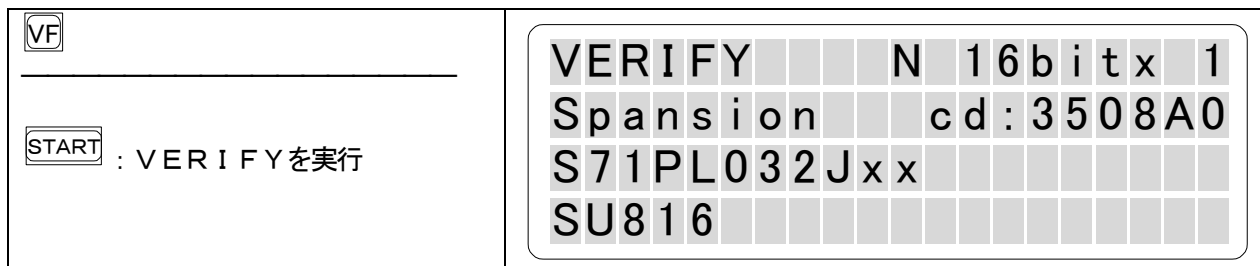 VF
START : ＶＥＲＩＦＹを実行
VERIFY N 16bitx 1
Spansion cd:3508A0
S71PL032Jxx
SU816